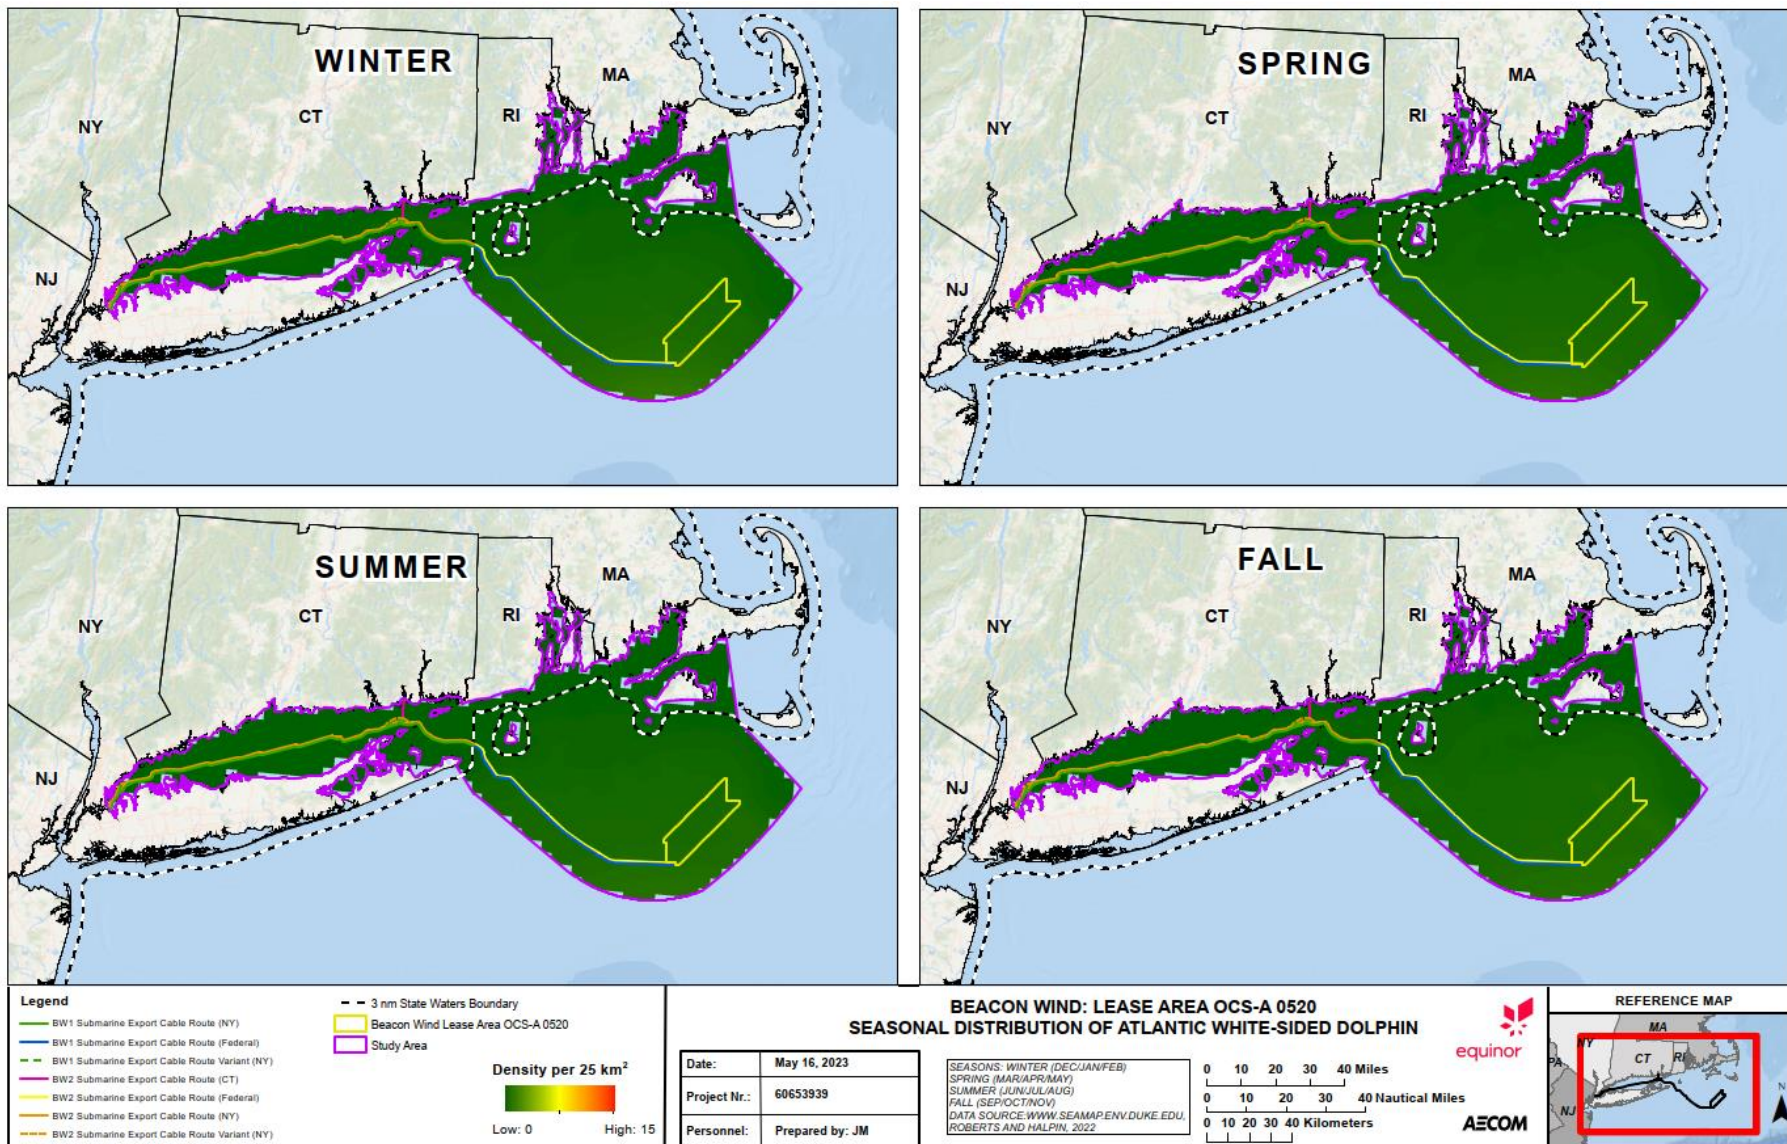 WINTER
NY
CT
RI
MA
NJ
SPRING
NY
CT
RI
MA
NJ
SUMMER
NY
CT
RI
MA
NJ
FALL
NY
CT
RI
MA
NJ
Legend
BW1 Submarine Export Cable Route (NY)
BW1 Submarine Export Cable Route (Federal)
BW1 Submarine Export Cable Route Variant (NY)
BW2 Submarine Export Cable Route (CT)
BW2 Submarine Export Cable Route (Federal)
BW2 Submarine Export Cable Route (NY)
BW2 Submarine Export Cable Route Variant (NY)
3 nm State Waters Boundary
Beacon Wind Lease Area OCS-A 0520
Study Area
Density per 25 km²
Low: 0 High: 15
BEACON WIND: LEASE AREA OCS-A 0520
SEASONAL DISTRIBUTION OF ATLANTIC WHITE-SIDED DOLPHIN
equinor
Date: May 16, 2023
Project Nr.: 60653939
Personnel: Prepared by: JM
SEASONS: WINTER (DEC/JAN/FEB)
SPRING (MAR/APR/MAY)
SUMMER (JUN/JUL/AUG)
FALL (SEP/OCT/NOV)
DATA SOURCE:WWW.SEAMAP.ENV.DUKE.EDU,
ROBERTS AND HALPIN, 2022
0 10 20 30 40 Miles
0 10 20 30 40 Nautical Miles
0 10 20 30 40 Kilometers
AECOM
REFERENCE MAP
MA
NY
CT
RI
PA
NJ
N